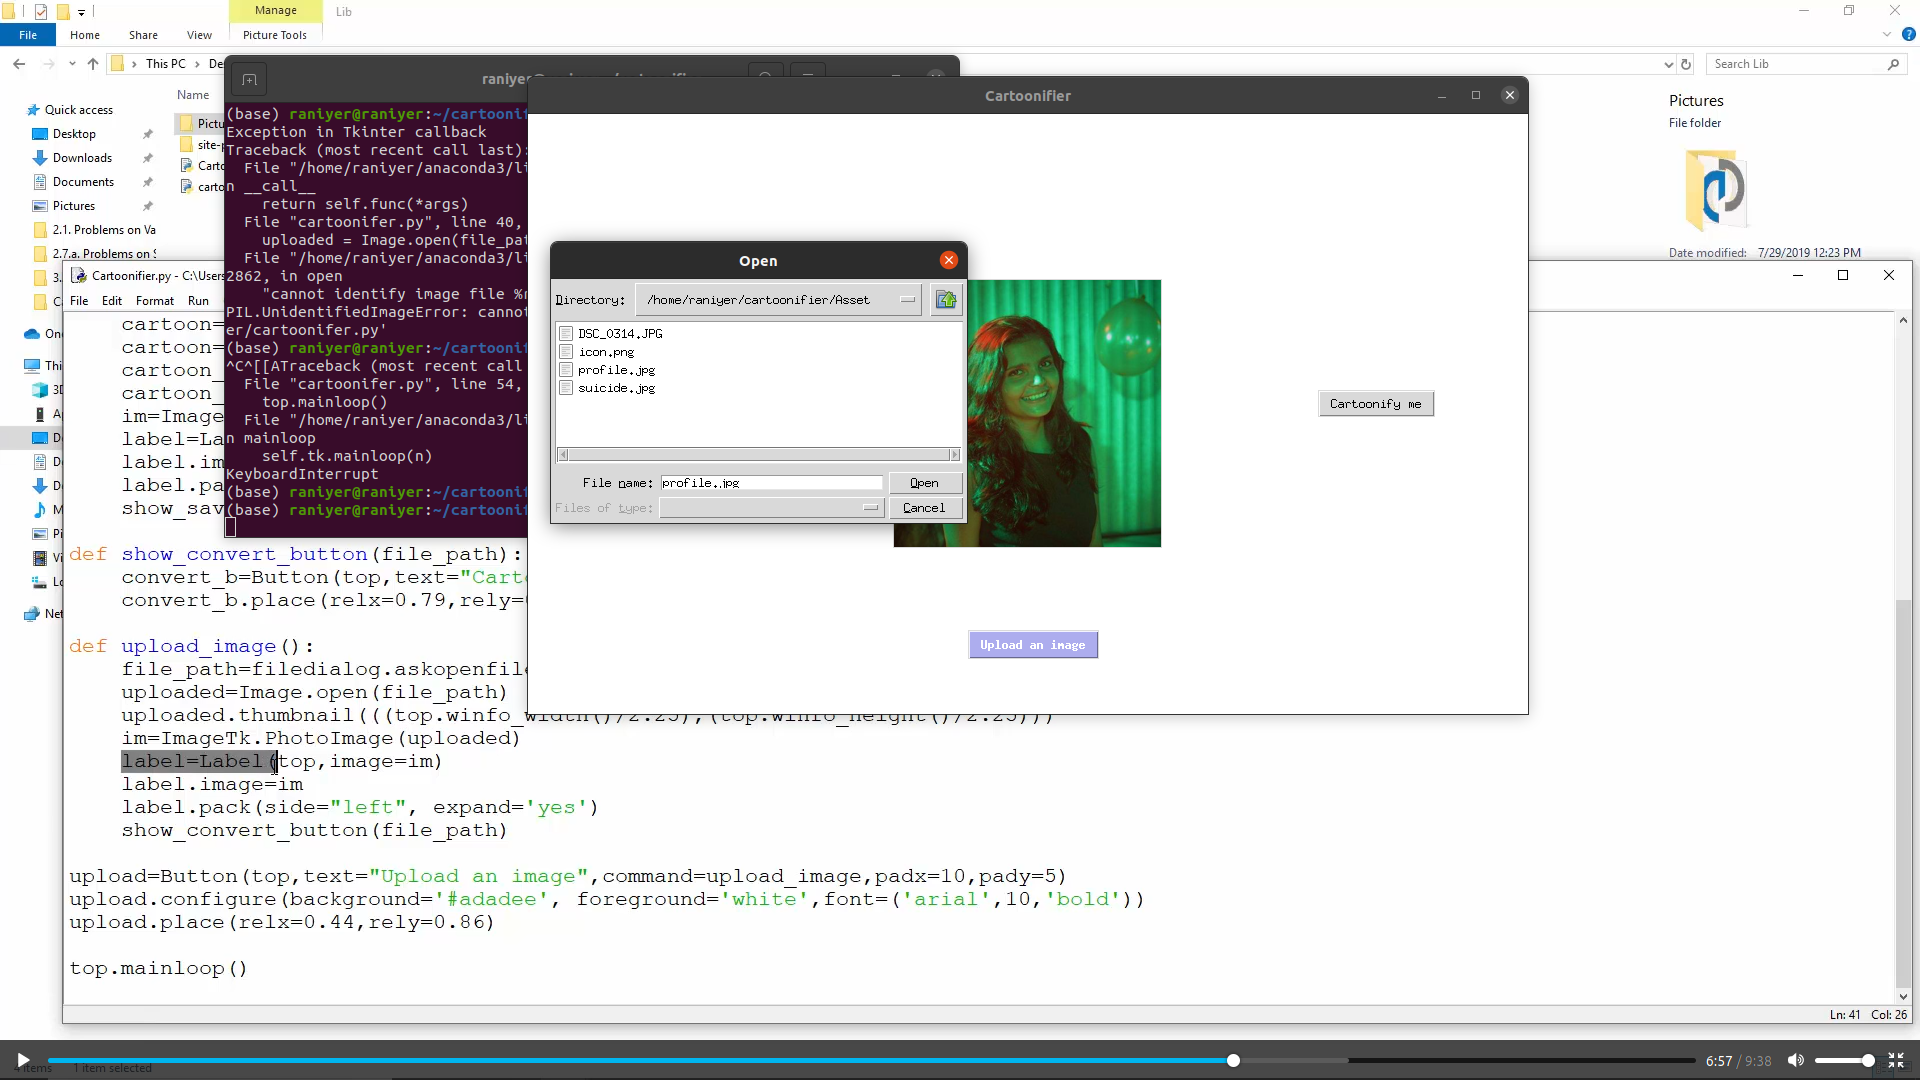 Manage
Lib
File
Home
Share
View
Picture Tools
This PC
Search Lib
Quick access
Desktop
Downloads
Documents
Pictures
2.1. Problems on Va
2.7.a. Problems on S
Name
Pictu
site-p
Carto
carto
Pictures
File folder
Date modified: 7/29/2019 12:23 PM
(base) raniyer@raniyer:~/cartoonif
Exception in Tkinter callback
Traceback (most recent call last):
File "/home/raniyer/anaconda3/li
n __call__
return self.func(*args)
File "cartoonifer.py", line 40,
uploaded = Image.open(file_pat
File "/home/raniyer/anaconda3/li
2862, in open
"cannot identify image file %r
PIL.UnidentifiedImageError: cannot
er/cartoonifer.py'
(base) raniyer@raniyer:~/cartoonif
^C^[[ATraceback (most recent call
File "cartoonifer.py", line 54,
top.mainloop()
File "/home/raniyer/anaconda3/li
n mainloop
self.tk.mainloop(n)
KeyboardInterrupt
(base) raniyer@raniyer:~/cartoonif
(base) raniyer@raniyer:~/cartoonif
Cartoonifier
Open
Directory: /home/raniyer/cartoonifier/Asset
DSC_0314.JPG
icon.png
profile.jpg
suicide.jpg
File name: profile.jpg
Open
Files of type:
Cancel
Cartoonify me
Upload an image
Cartoonifier.py - C:\Users
File Edit Format Run
cartoon=
cartoon=
cartoon_
cartoon_
im=Image
label=La
label.im
label.pa
show_sav
def show_convert_button(file_path):
convert_b=Button(top,text="Carto
convert_b.place(relx=0.79,rely=
def upload_image():
file_path=filedialog.askopenfile
uploaded=Image.open(file_path)
uploaded.thumbnail(((top.winfo_width()/2.25),(top.winfo_height()/2.25)))
im=ImageTk.PhotoImage(uploaded)
label=Label(top,image=im)
label.image=im
label.pack(side="left", expand='yes')
show_convert_button(file_path)
upload=Button(top,text="Upload an image",command=upload_image,padx=10,pady=5)
upload.configure(background='#adadee', foreground='white',font=('arial',10,'bold'))
upload.place(relx=0.44,rely=0.86)
top.mainloop()
Ln: 41 Col: 26
6:57 / 9:38
4 items 1 item selected